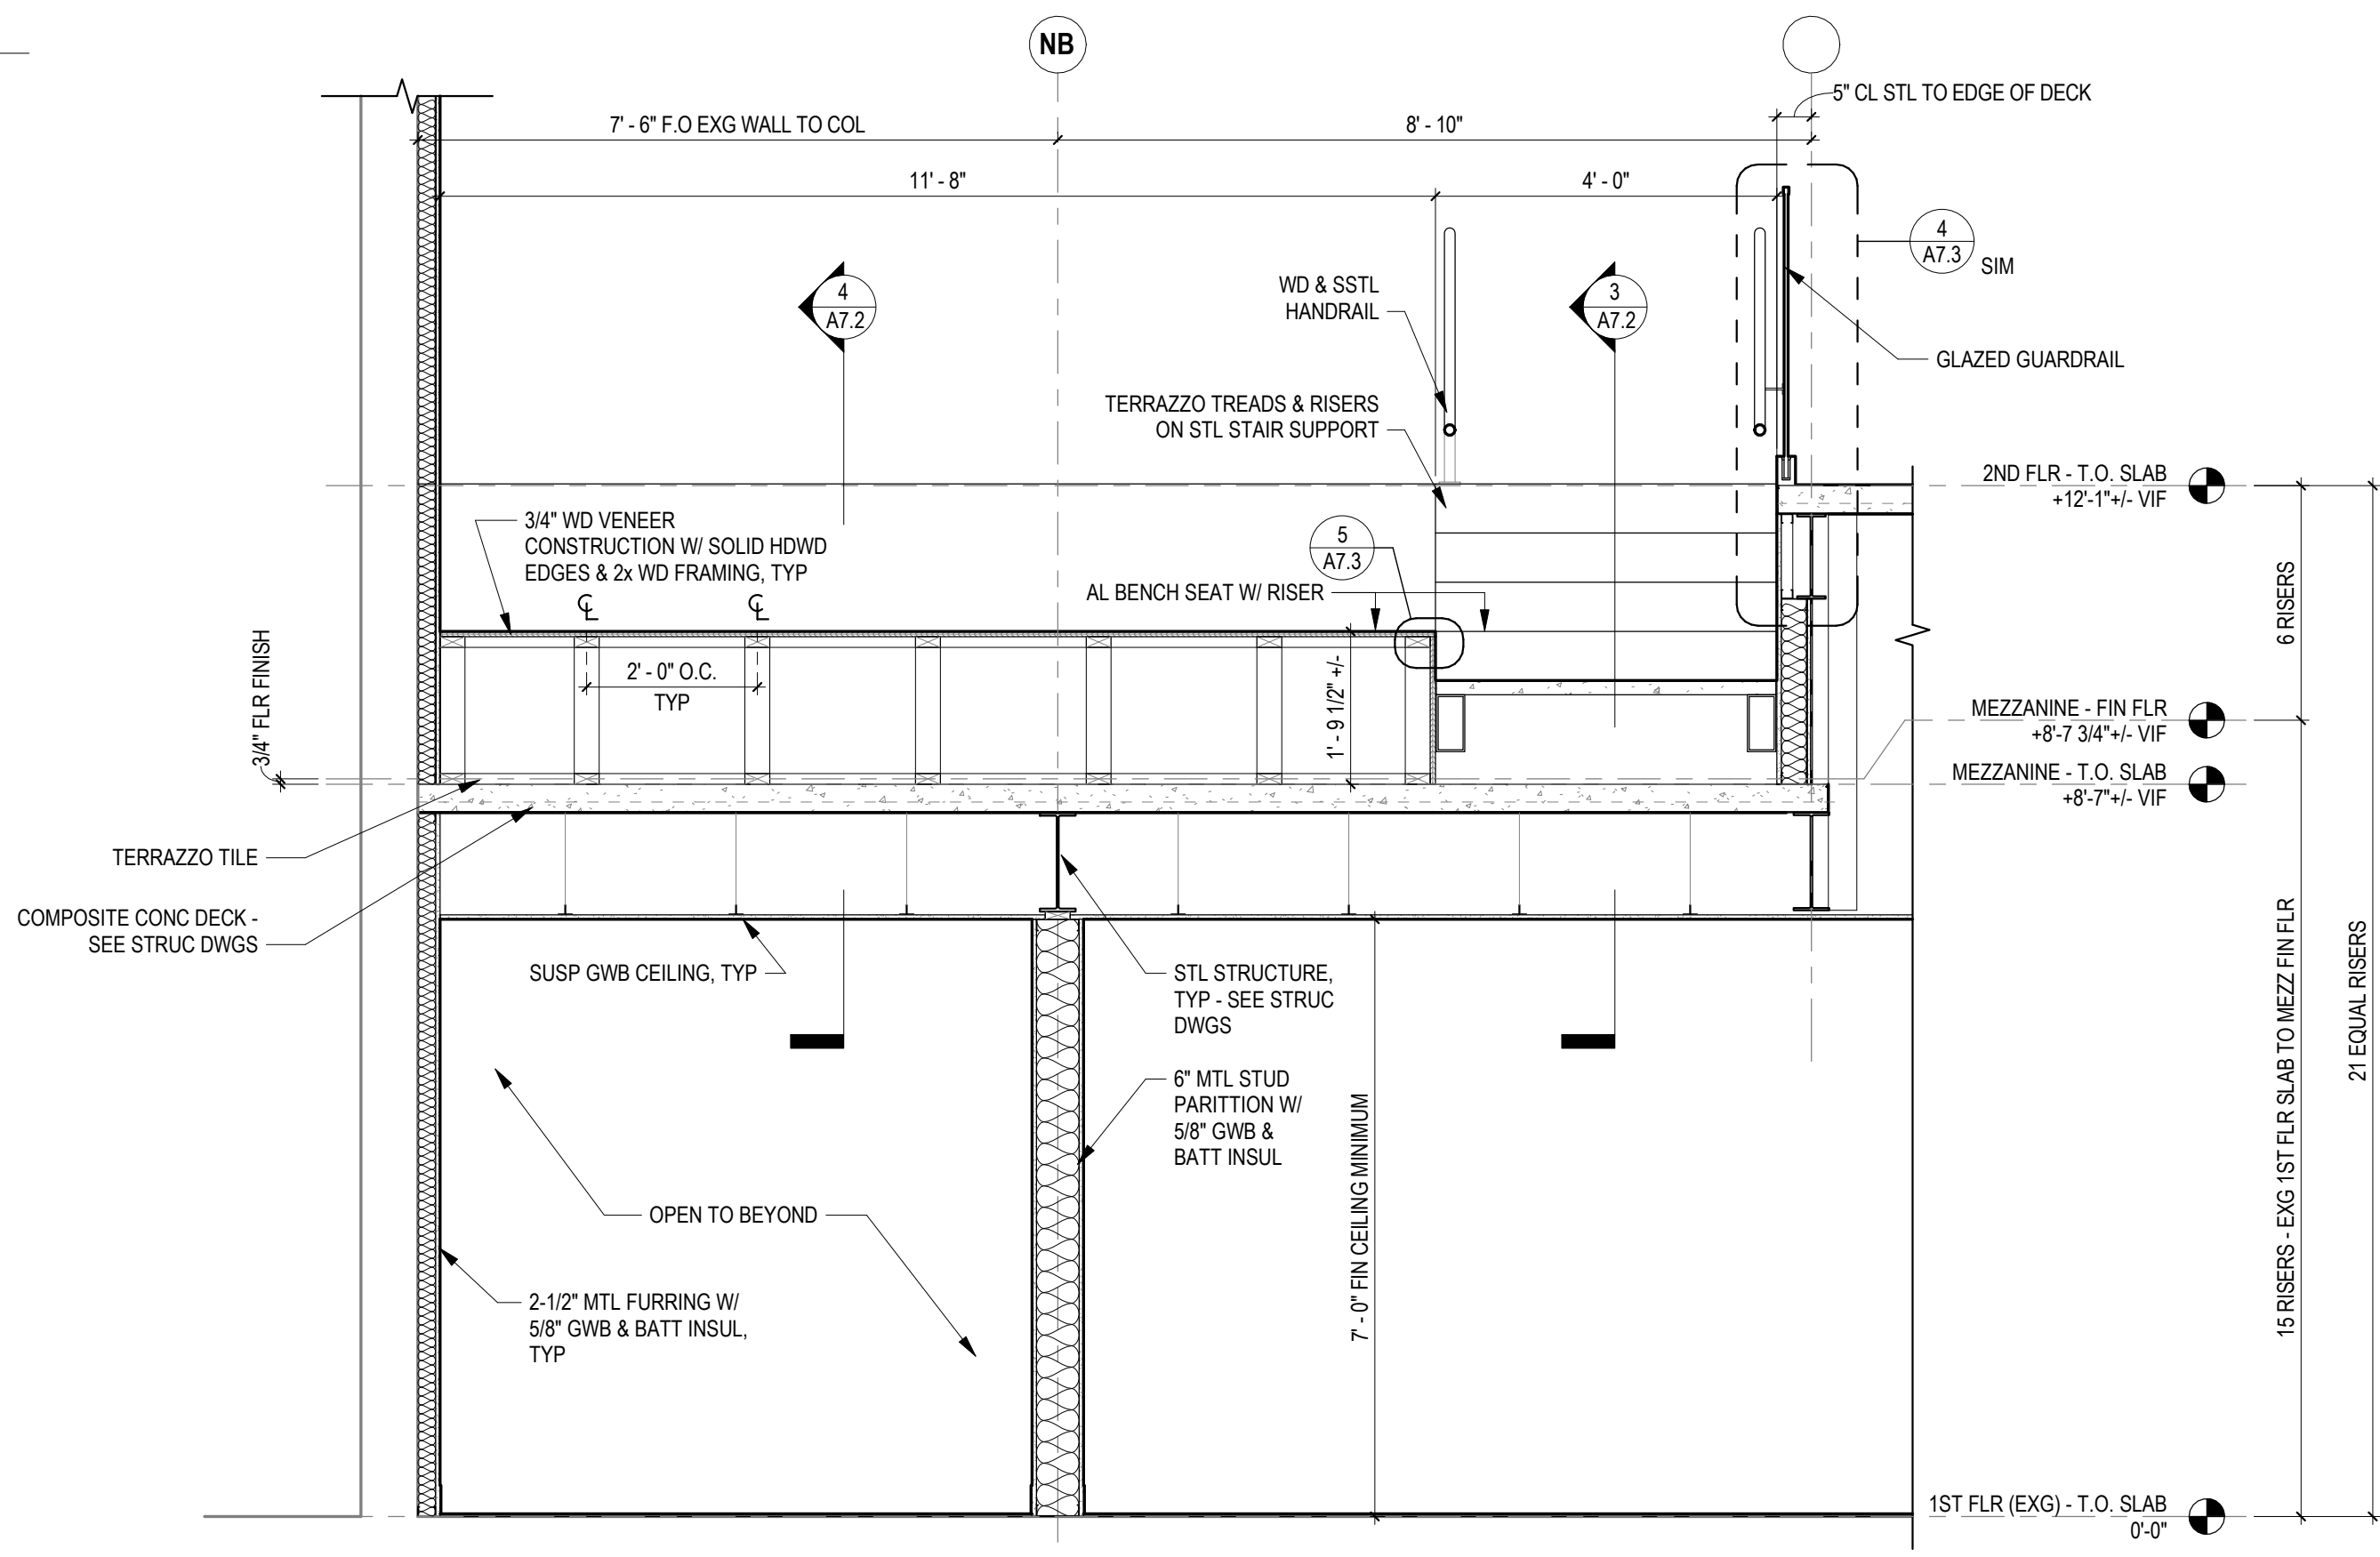 NB
5" CL STL TO EDGE OF DECK
7' - 6" F.O EXG WALL TO COL
8' - 10"
11' - 8"
4' - 0"
4
A7.3
SIM
4
A7.2
WD & SSTL
HANDRAIL
3
A7.2
GLAZED GUARDRAIL
TERRAZZO TREADS & RISERS
ON STL STAIR SUPPORT
2ND FLR - T.O. SLAB
+12'-1"+/- VIF
3/4" WD VENEER
CONSTRUCTION W/ SOLID HDWD
EDGES & 2x WD FRAMING, TYP
5
A7.3
AL BENCH SEAT W/ RISER
CL
CL
6 RISERS
3/4" FLR FINISH
2' - 0" O.C.
TYP
1' - 9 1/2" +/-
MEZZANINE - FIN FLR
+8'-7 3/4"+/- VIF
MEZZANINE - T.O. SLAB
+8'-7"+/- VIF
TERRAZZO TILE
COMPOSITE CONC DECK -
SEE STRUC DWGS
SUSP GWB CEILING, TYP
STL STRUCTURE,
TYP - SEE STRUC
DWGS
6" MTL STUD
PARITTION W/
5/8" GWB &
BATT INSUL
7' - 0" FIN CEILING MINIMUM
15 RISERS - EXG 1ST FLR SLAB TO MEZZ FIN FLR
21 EQUAL RISERS
OPEN TO BEYOND
2-1/2" MTL FURRING W/
5/8" GWB & BATT INSUL,
TYP
1ST FLR (EXG) - T.O. SLAB
0'-0"